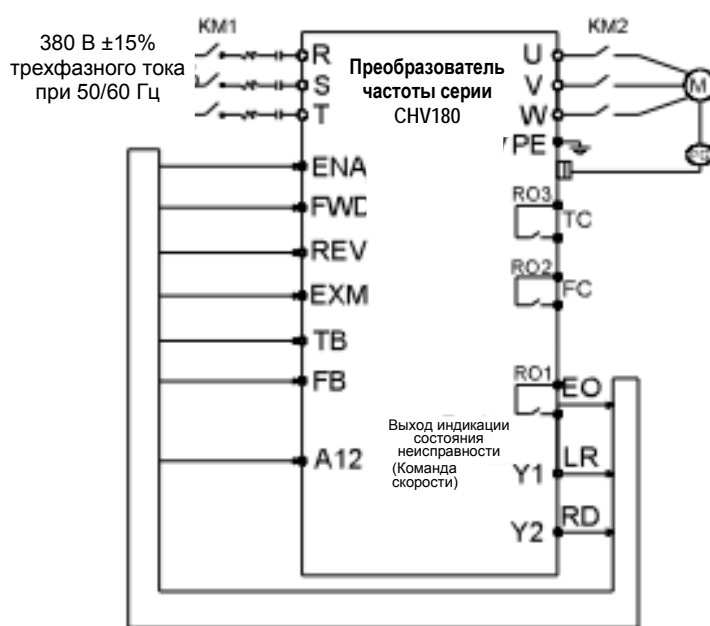 KM1
KM2
380 В ±15%
трехфазного тока
при 50/60 Гц
R
S
T
Преобразователь
частоты серии
CHV180
U
V
W
M
PE
ENA
FWD
REV
EXM
TB
FB
A12
RO3
TC
RO2
FC
RO1
EO
Выход индикации
состояния
неисправности
(Команда
скорости)
Y1
LR
Y2
RD